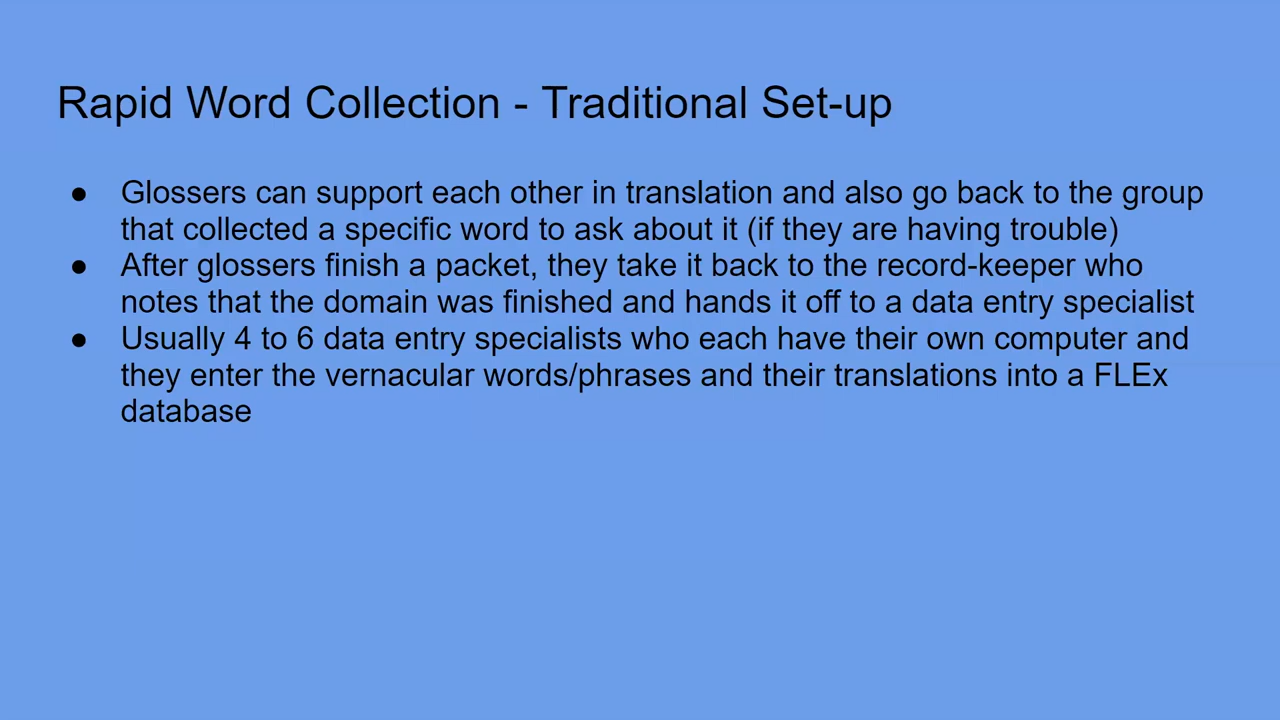 Rapid Word Collection - Traditional Set-up
● Glossers can support each other in translation and also go back to the group
that collected a specific word to ask about it (if they are having trouble)
● After glossers finish a packet, they take it back to the record-keeper who
notes that the domain was finished and hands it off to a data entry specialist
● Usually 4 to 6 data entry specialists who each have their own computer and
they enter the vernacular words/phrases and their translations into a FLEx
database